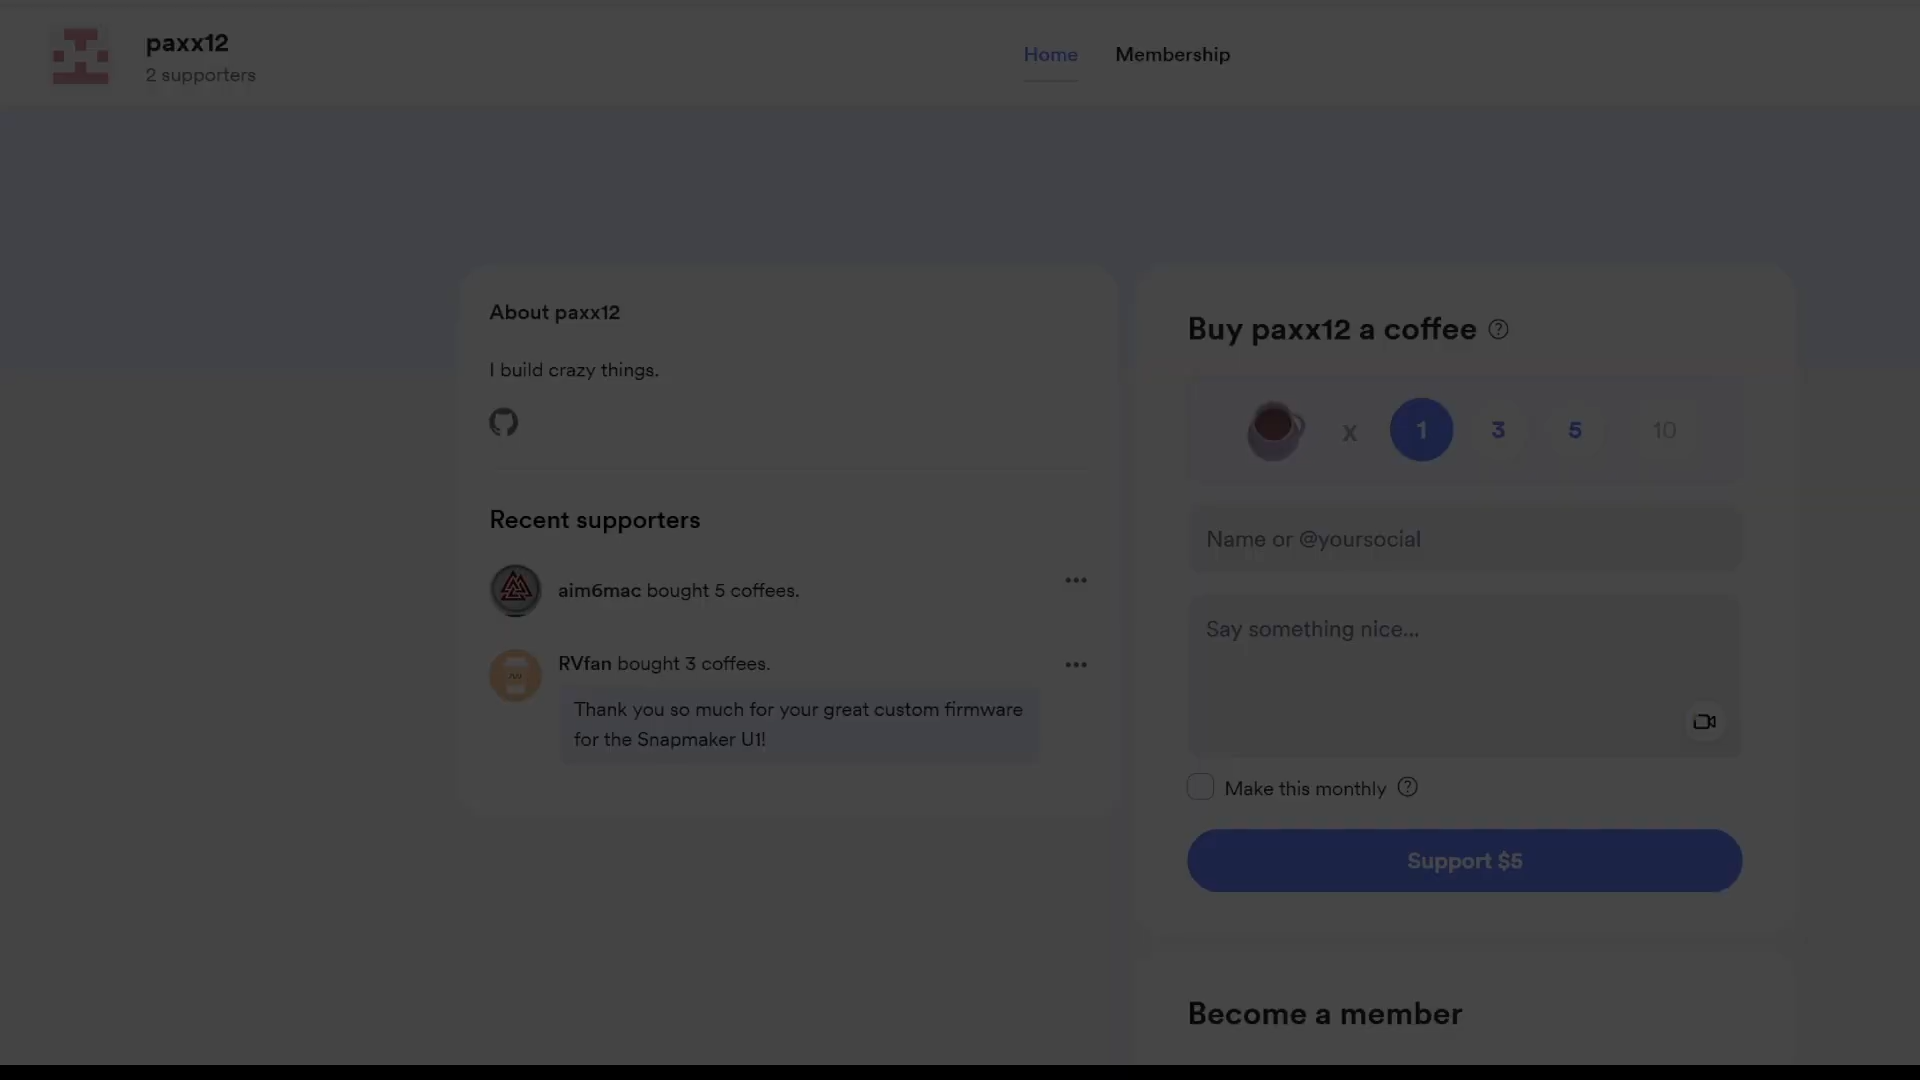 paxx12
2 supporters
Home
Membership
About paxx12
I build crazy things.
Recent supporters
aim6mac bought 5 coffees.
RVfan bought 3 coffees.
Thank you so much for your great custom firmware
for the Snapmaker U1!
Buy paxx12 a coffee
x 1 3 5 10
Name or @yoursocial
Say something nice...
Make this monthly
Support $5
Become a member